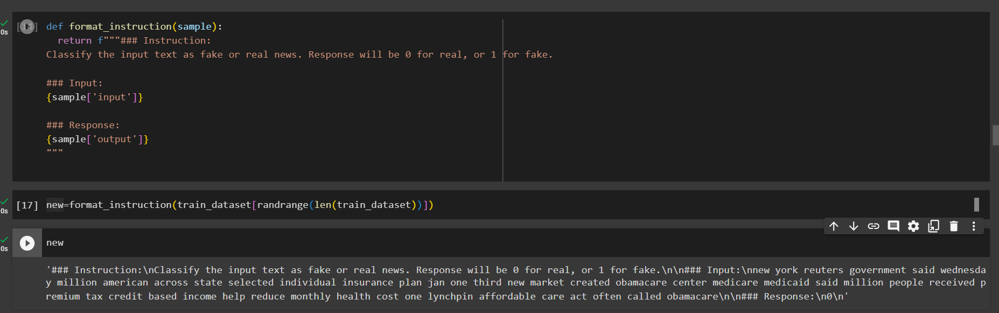 [14] def format_instruction(sample):
0s
return f"""### Instruction:
Classify the input text as fake or real news. Response will be 0 for real, or 1 for fake.
### Input:
{sample['input']}
### Response:
{sample['output']}
"""
[17] new=format_instruction(train_dataset[randrange(len(train_dataset))])
0s
new
0s
'### Instruction:\nClassify the input text as fake or real news. Response will be 0 for real, or 1 for fake.\n\n### Input:\nnew york reuters government said wednesda
y million american across state selected individual insurance plan jan one third new market created obamacare center medicare medicaid said million people received p
remium tax credit based income help reduce monthly health cost one lynchpin affordable care act often called obamacare\n\n### Response:\n0\n'